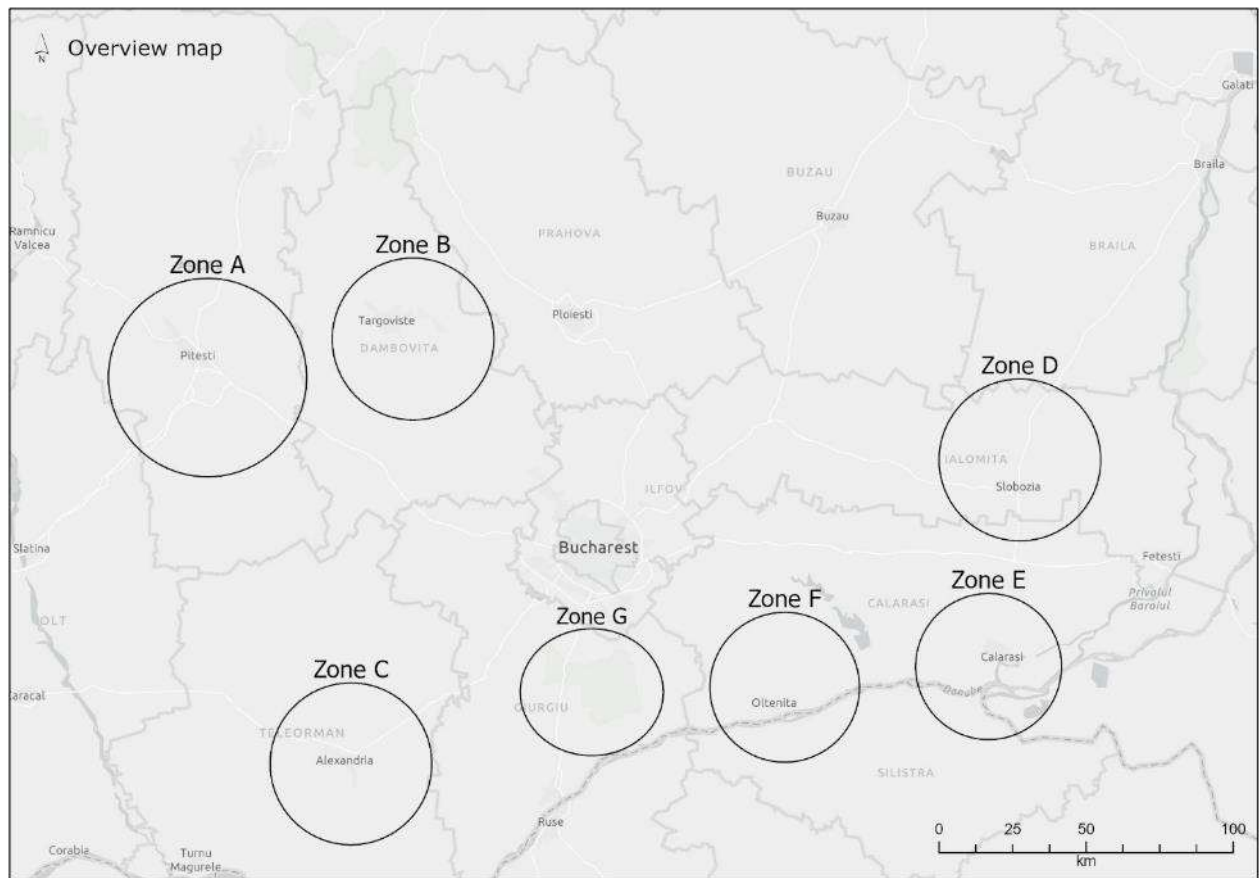 N
Overview map
Galati
Braila
BUZAU
Buzau
Ramnicu
Valcea
PRAHOVA
BRAILA
Zone B
Zone A
Targoviste
Ploiesti
DAMBOVITA
Pitesti
Zone D
IALOMITA
Slobozia
ILFOV
Bucharest
Slatina
Fetesti
Zone E
Privalul
Baroiul
Zone F
CALARASI
Zone G
OLT
Calarasi
Zone C
Danube
Caracal
GIURGIU
Oltenita
TELEORMAN
Alexandria
SILISTRA
Ruse
0 25 50 100
km
Corabia
Turnu
Magurele